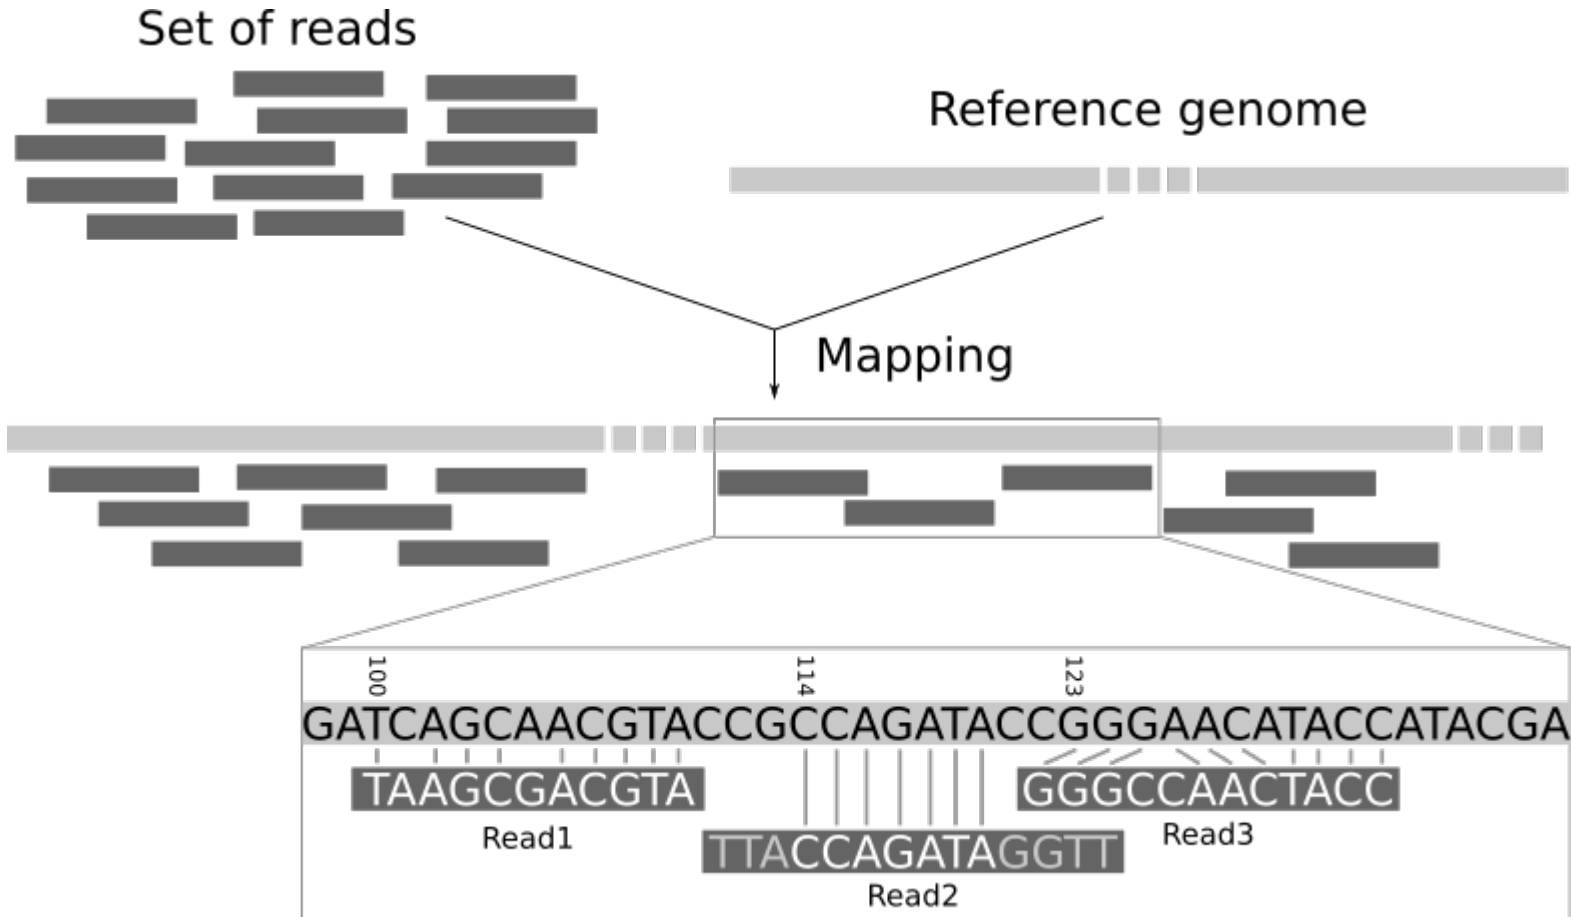 Set of reads
Reference genome
Mapping
100 114 123
GATCAGCAACGTACCGCCAGATACCGGGAACATACCATACGA
TAAGCGACGTA
GGGCCAACTACC
Read1
Read3
TTACCAGATAGGTT
Read2